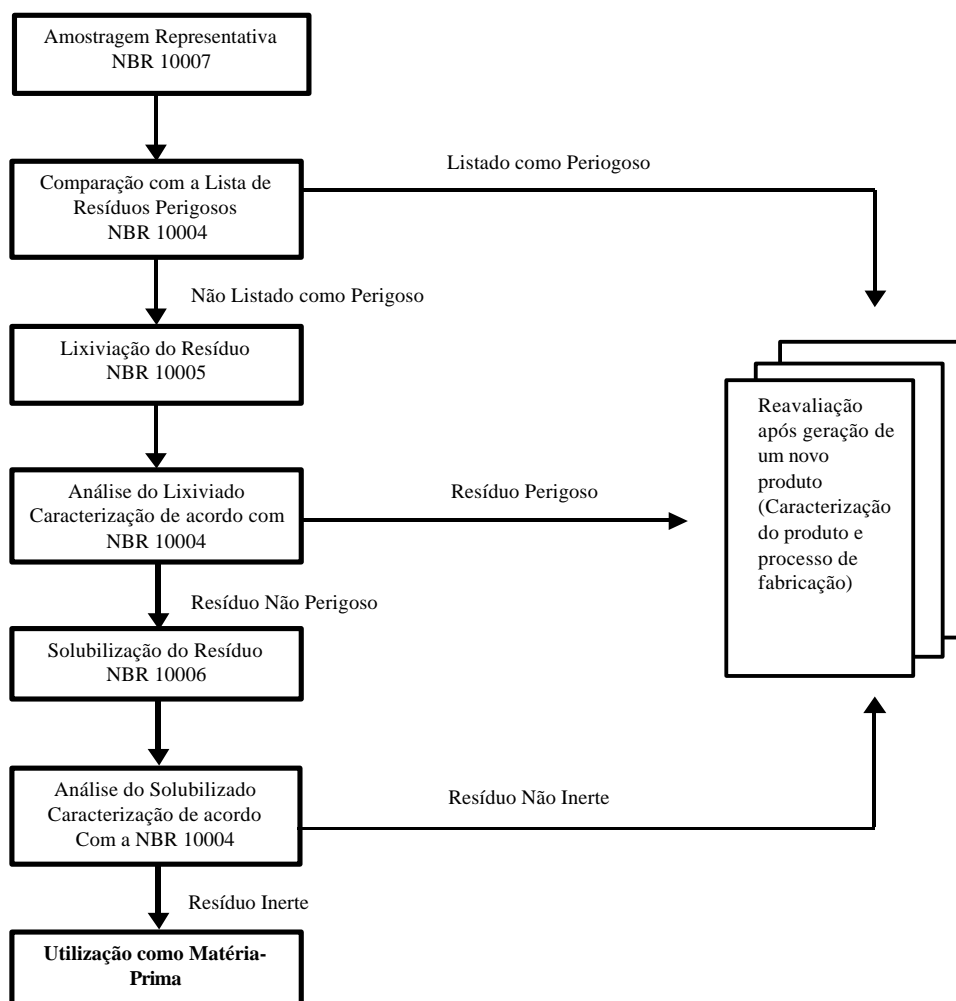 Amostragem Representativa
NBR 10007
Listado como Periogoso
Comparação com a Lista de
Resíduos Perigosos
NBR 10004
Não Listado como Perigoso
Lixiviação do Resíduo
NBR 10005
Reavaliação
após geração de
um novo
produto
(Caracterização
do produto e
processo de
fabricação)
Análise do Lixiviado
Caracterização de acordo com
NBR 10004
Resíduo Perigoso
Resíduo Não Perigoso
Solubilização do Resíduo
NBR 10006
Análise do Solubilizado
Caracterização de acordo
Com a NBR 10004
Resíduo Não Inerte
Resíduo Inerte
Utilização como Matéria-
Prima